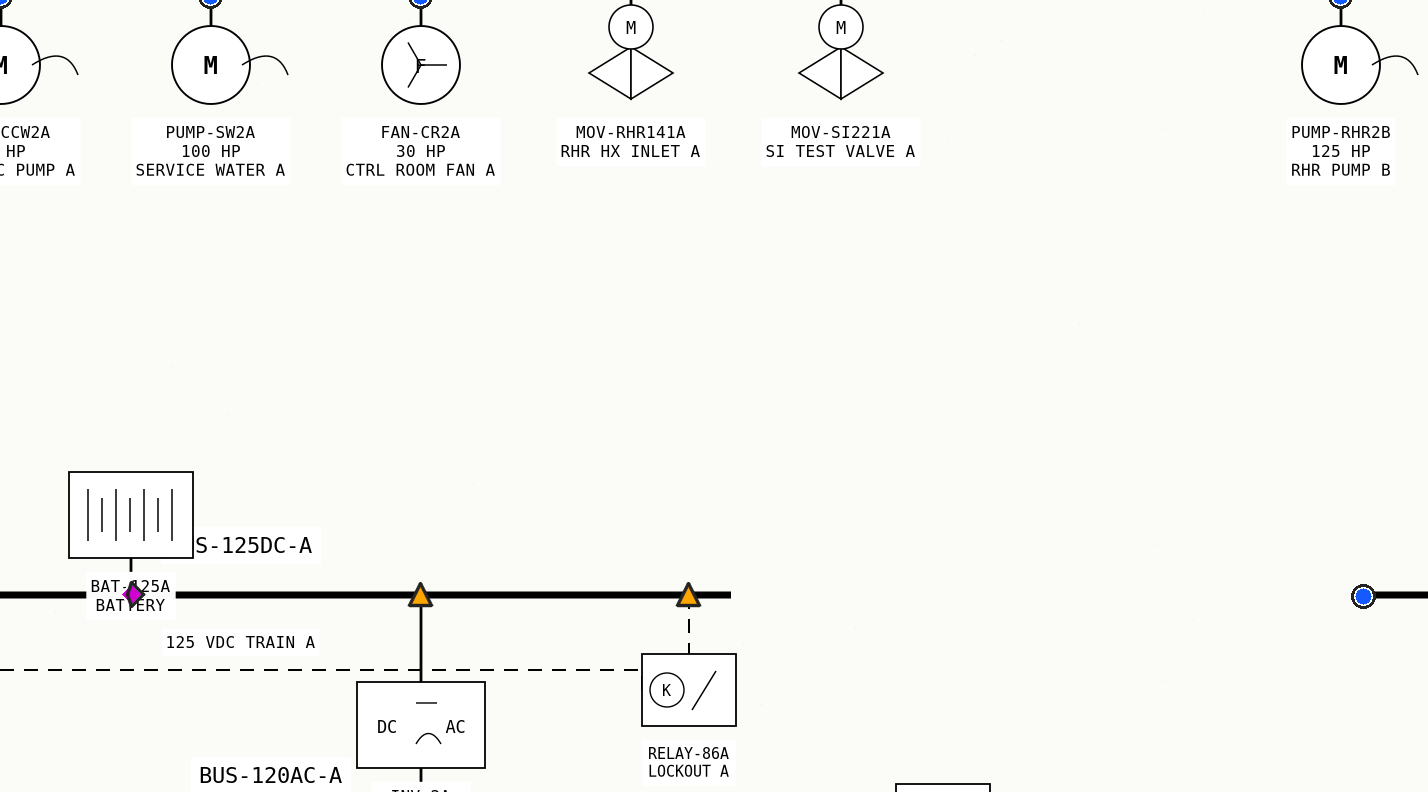 M
M
F
M
M
M
CCW2A
HP
C PUMP A
PUMP-SW2A
100 HP
SERVICE WATER A
FAN-CR2A
30 HP
CTRL ROOM FAN A
MOV-RHR141A
RHR HX INLET A
MOV-SI221A
SI TEST VALVE A
PUMP-RHR2B
125 HP
RHR PUMP B
S-125DC-A
BAT-125A
BATTERY
125 VDC TRAIN A
K
DC AC
RELAY-86A
LOCKOUT A
BUS-120AC-A